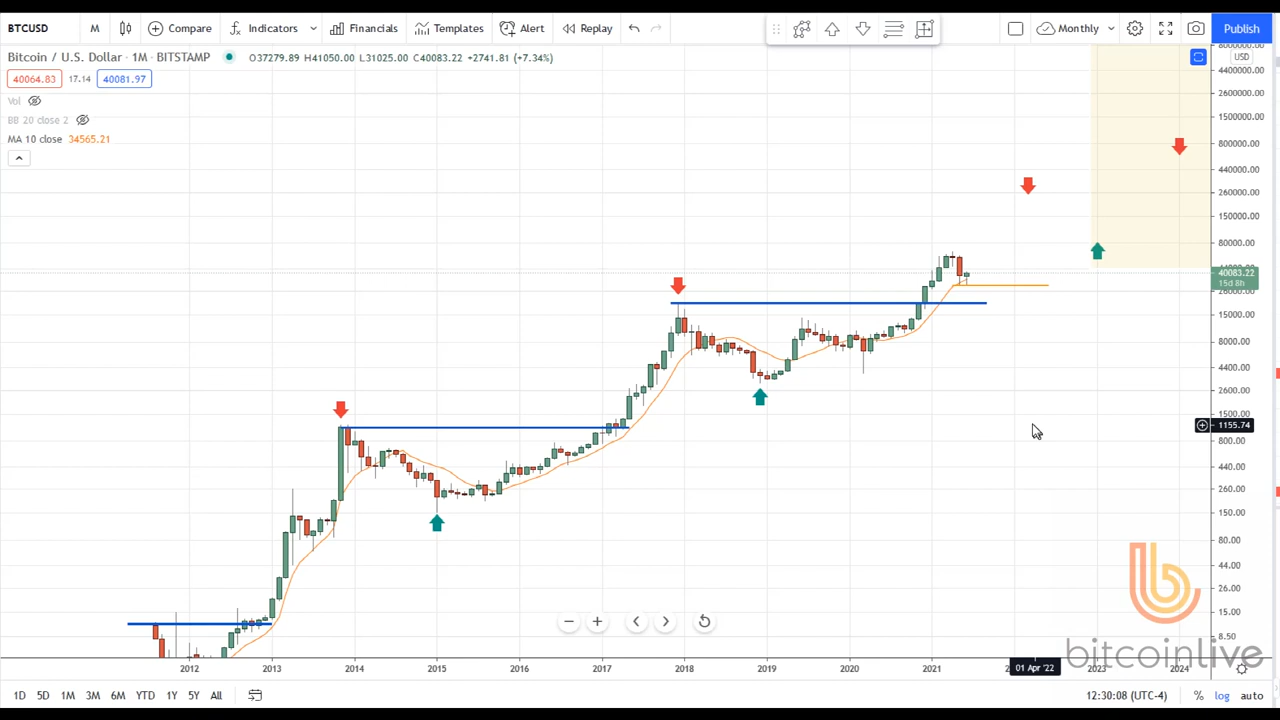 BTCUSD M Compare Indicators Financials Templates Alert Replay Monthly Publish
Bitcoin / U.S. Dollar · 1M · BITSTAMP O37279.89 H41050.00 L31025.00 C40083.22 +2741.81 (+7.34%)
USD
40064.83 17.14 40081.97
Vol
BB 20 close 2
MA 10 close 34565.21
4400000.00
2600000.00
1500000.00
800000.00
440000.00
260000.00
150000.00
80000.00
40083.22
15d 8h
26000.00
15000.00
8000.00
4400.00
2600.00
1500.00
1155.74
800.00
440.00
260.00
150.00
80.00
44.00
26.00
15.00
8.50
bitcoinlive
2012 2013 2014 2015 2016 2017 2018 2019 2020 2021 01 Apr '22 2023 2024
1D 5D 1M 3M 6M YTD 1Y 5Y All 12:30:08 (UTC-4) % log auto